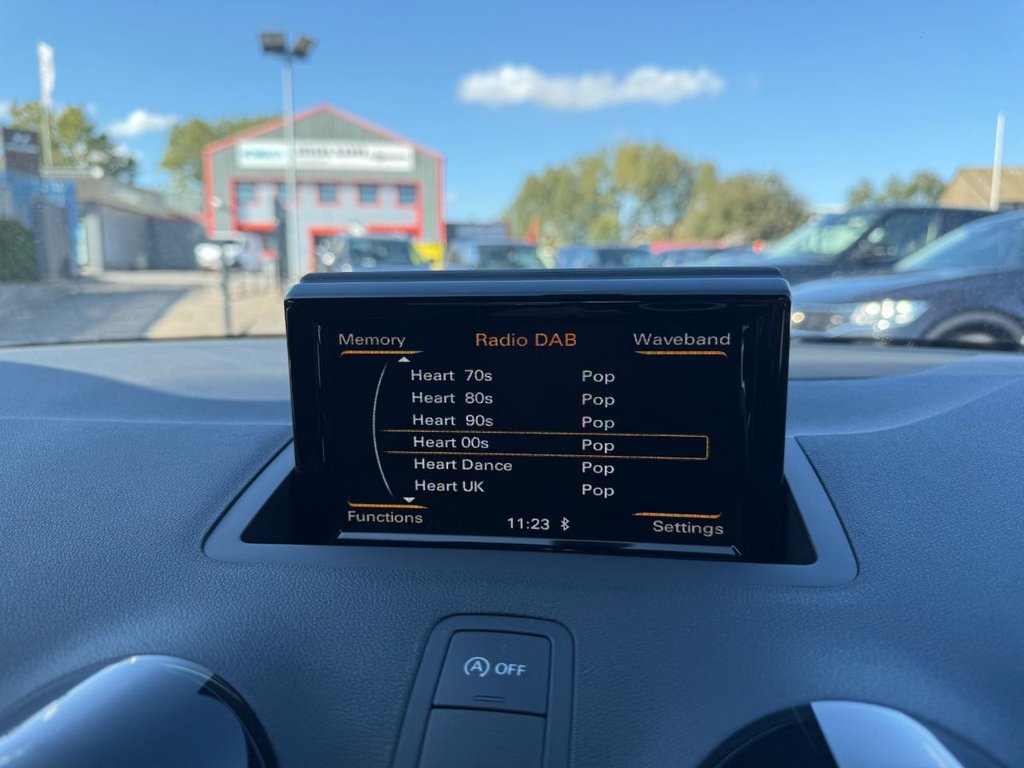 Memory Radio DAB Waveband
Heart 70s Pop
Heart 80s Pop
Heart 90s Pop
Heart 00s Pop
Heart Dance Pop
Heart UK Pop
Functions 11:23 Settings
A OFF